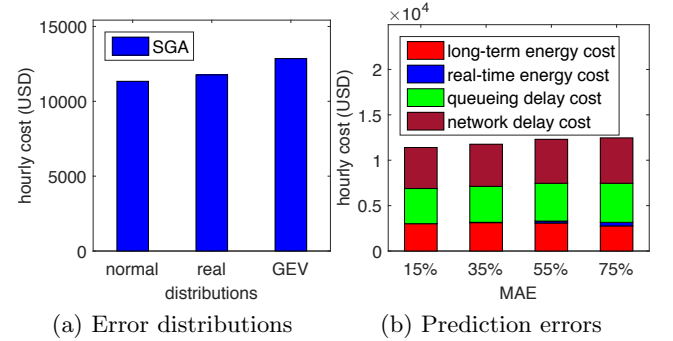 15000
10000
5000
0
hourly cost (USD)
SGA
normal real GEV
distributions
(a) Error distributions
×10⁴
2
1.5
1
0.5
0
hourly cost (USD)
long-term energy cost
real-time energy cost
queueing delay cost
network delay cost
15% 35% 55% 75%
MAE
(b) Prediction errors